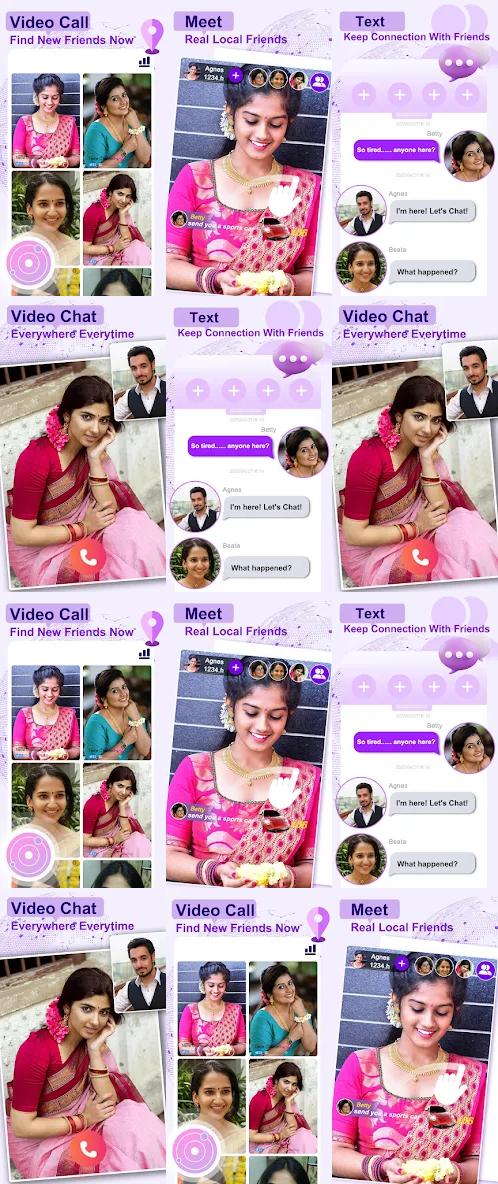 Video Call
Find New Friends Now
Meet
Real Local Friends
Agnes
1234.h
Betty
send you a sports car
Text
Keep Connection With Friends
Betty
So tired...... anyone here?
Agnes
I'm here! Let's Chat!
Beata
What happened?
Video Chat
Everywhere Everytime
Text
Keep Connection With Friends
Betty
So tired...... anyone here?
Agnes
I'm here! Let's Chat!
Beata
What happened?
Video Chat
Everywhere Everytime
Video Call
Find New Friends Now
Meet
Real Local Friends
Agnes
1234.h
Betty
send you a sports car
Text
Keep Connection With Friends
Betty
So tired...... anyone here?
Agnes
I'm here! Let's Chat!
Beata
What happened?
Video Chat
Everywhere Everytime
Video Call
Find New Friends Now
Meet
Real Local Friends
Agnes
1234.h
Betty
send you a sports car